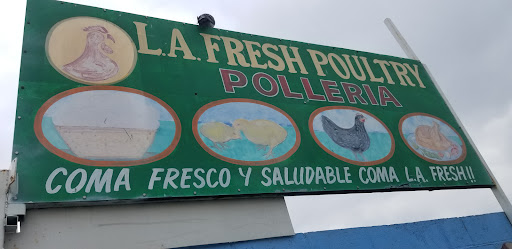 L.A. FRESH POULTRY
POLLERIA
COMA FRESCO Y SALUDABLE COMA L.A. FRESH!!